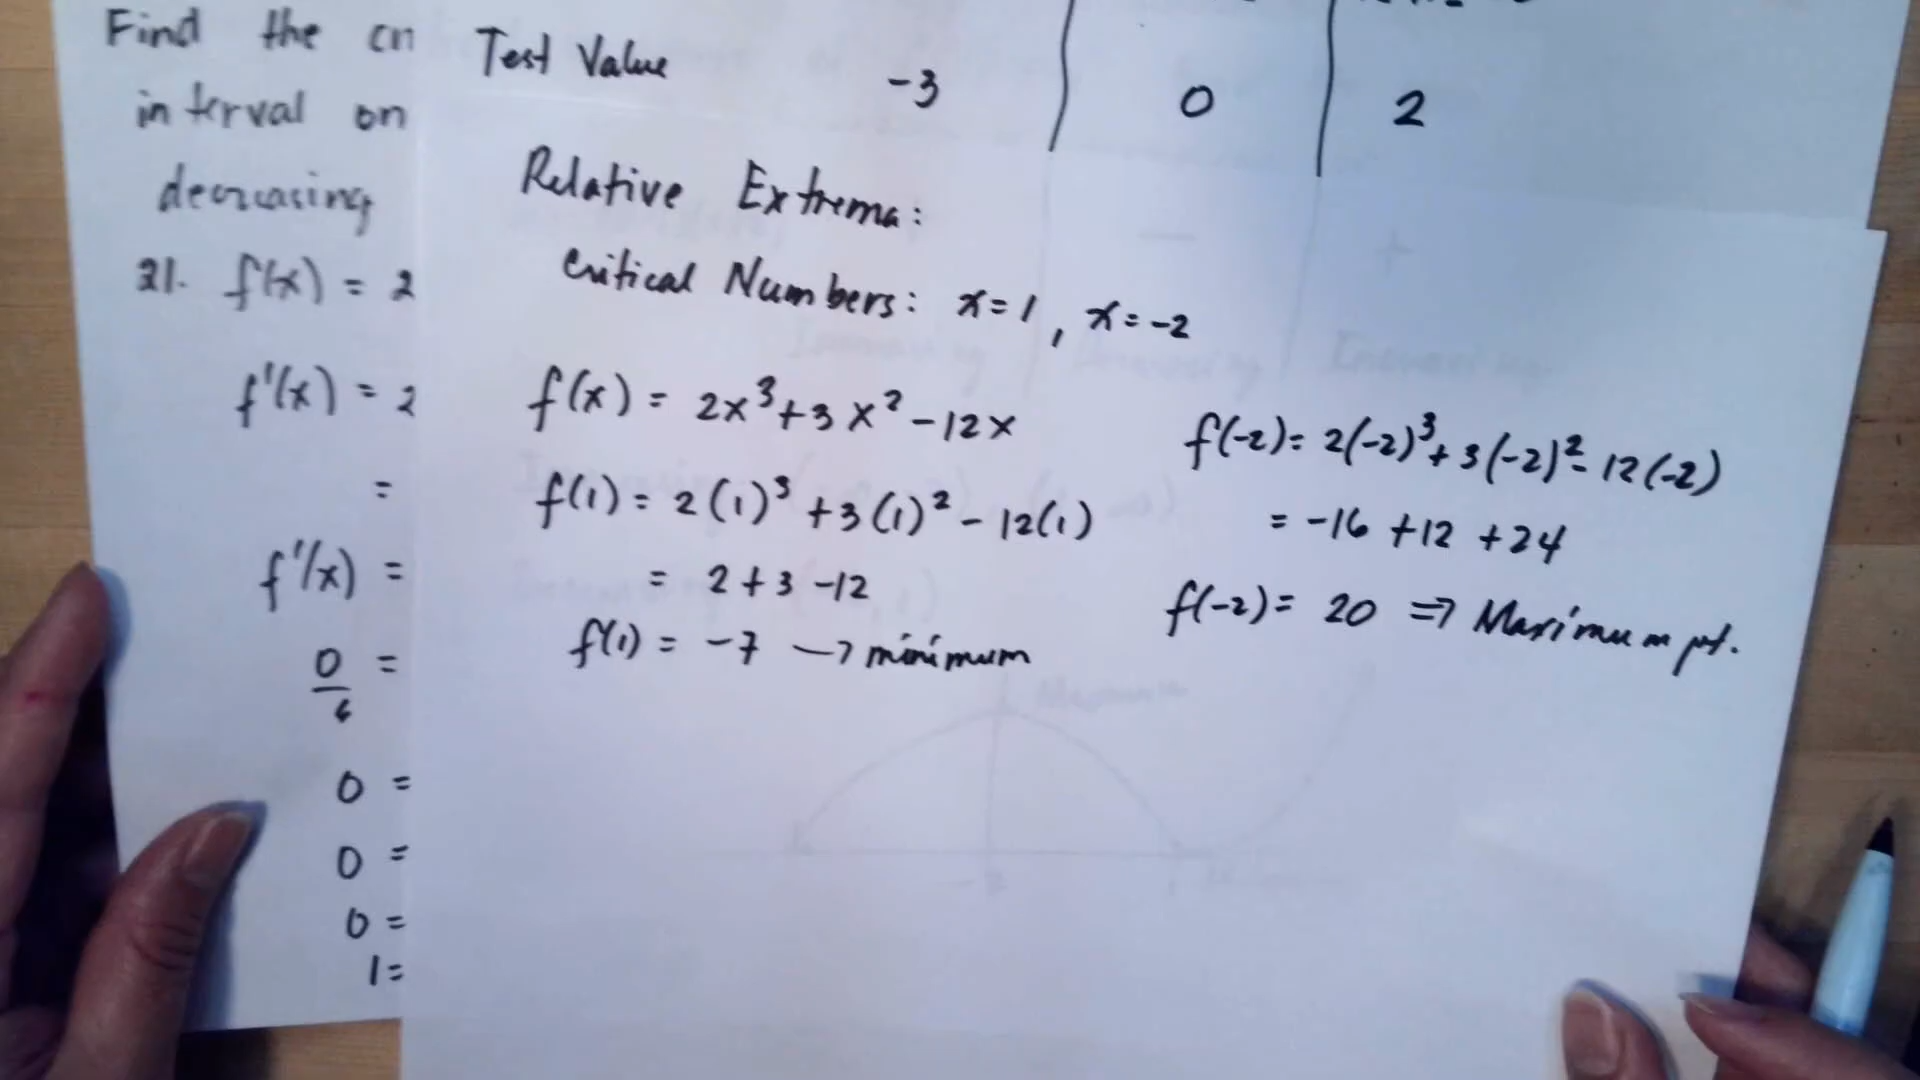 Find the
interval on
decreasing
21. f(x) = 2
f'(x) = 2
=
f'(x) =
0/6 =
0 =
0 =
0 =
1 =
Test Value -3 0 2
Relative Extrema:
Critical Numbers: x=1, x=-2
f(x) = 2x³+3x²-12x
f(1) = 2(1)³+3(1)²-12(1)
= 2+3-12
f(1) = -7 → minimum
f(-2)= 2(-2)³+3(-2)²-12(-2)
= -16 +12 +24
f(-2)= 20 ⇒ Maximum pt.